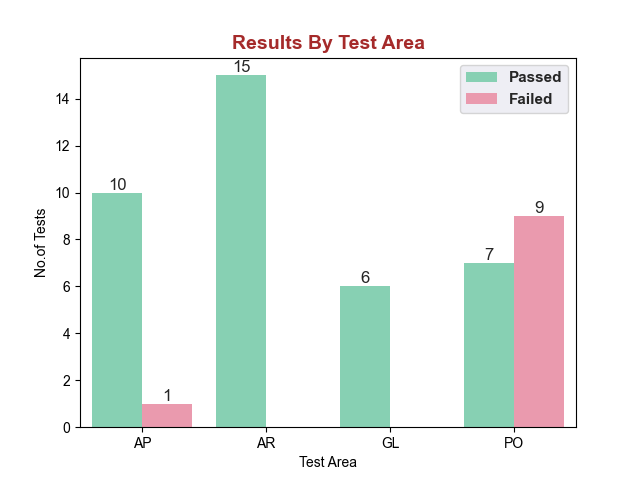 Results By Test Area
Passed
Failed
No.of Tests
14
12
10
8
6
4
2
0
10
1
15
6
7
9
AP
AR
GL
PO
Test Area